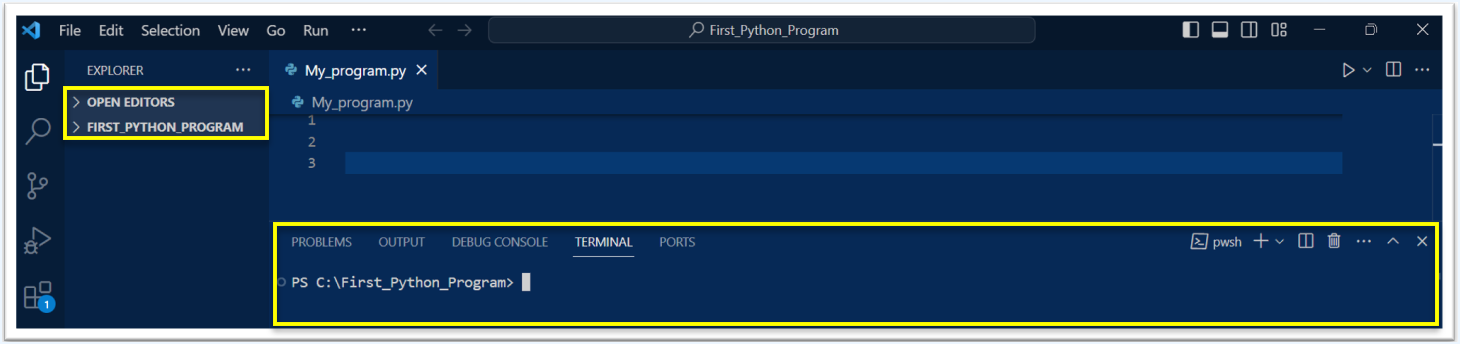 File Edit Selection View Go Run ··· First_Python_Program
EXPLORER ··· My_program.py
OPEN EDITORS My_program.py
FIRST_PYTHON_PROGRAM
1
2
3
PROBLEMS OUTPUT DEBUG CONSOLE TERMINAL PORTS pwsh
PS C:\First_Python_Program>
1